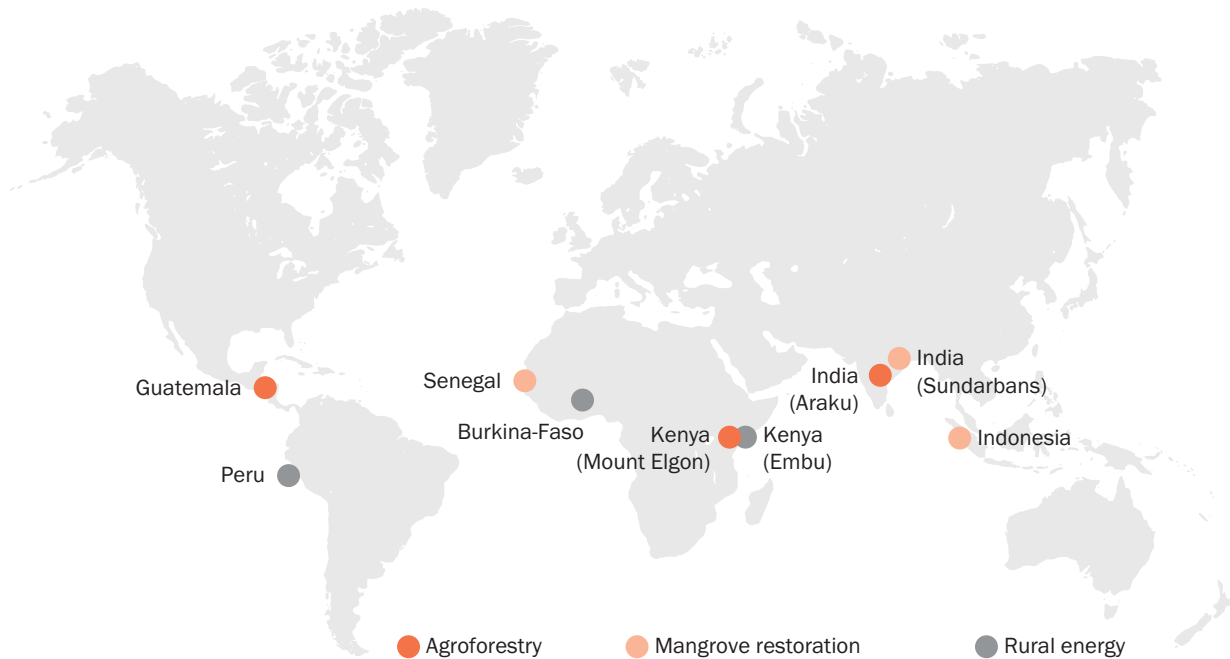 Guatemala
Senegal
India
(Araku)
India
(Sundarbans)
Burkina-Faso
Kenya
(Mount Elgon)
Kenya
(Embu)
Indonesia
Peru
Agroforestry
Mangrove restoration
Rural energy